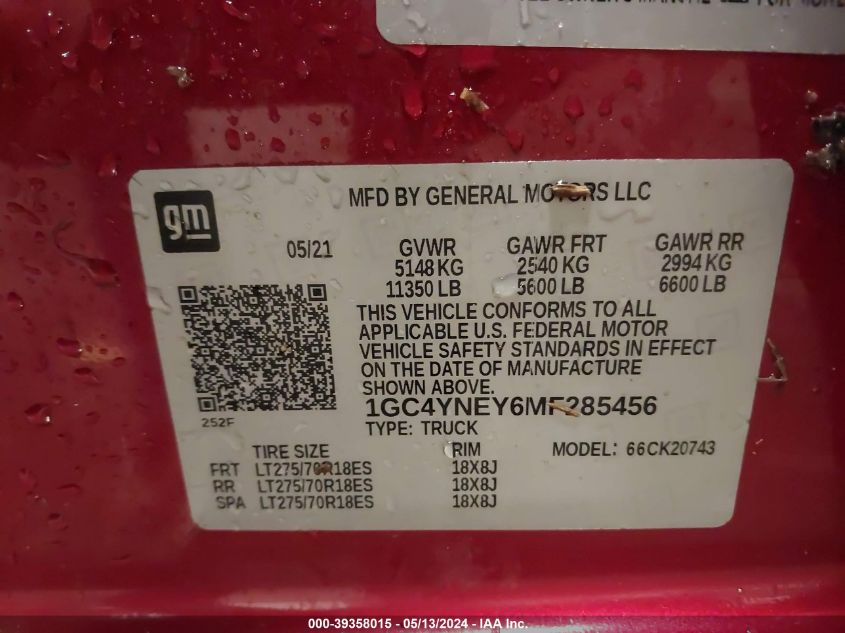 gm
MFD BY GENERAL MOTORS LLC
05/21 GVWR GAWR FRT GAWR RR
5148 KG 2540 KG 2994 KG
11350 LB 5600 LB 6600 LB
THIS VEHICLE CONFORMS TO ALL
APPLICABLE U.S. FEDERAL MOTOR
VEHICLE SAFETY STANDARDS IN EFFECT
ON THE DATE OF MANUFACTURE
SHOWN ABOVE.
1GC4YNEY6MF285456
252F
TYPE: TRUCK
TIRE SIZE RIM MODEL: 66CK20743
FRT LT275/70R18ES 18X8J
RR LT275/70R18ES 18X8J
SPA LT275/70R18ES 18X8J
000-39358015 - 05/13/2024 - IAA Inc.